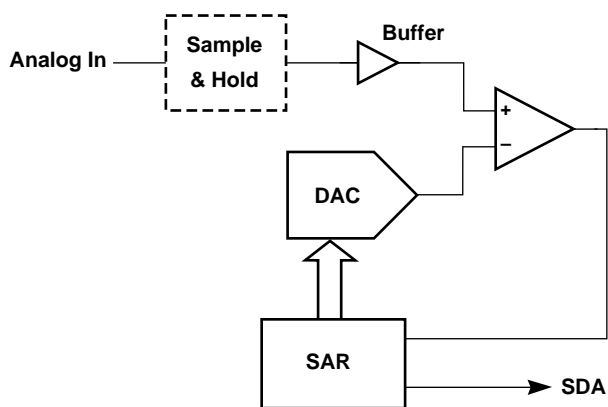 Buffer
Analog In
Sample
& Hold
+
–
DAC
SAR
SDA